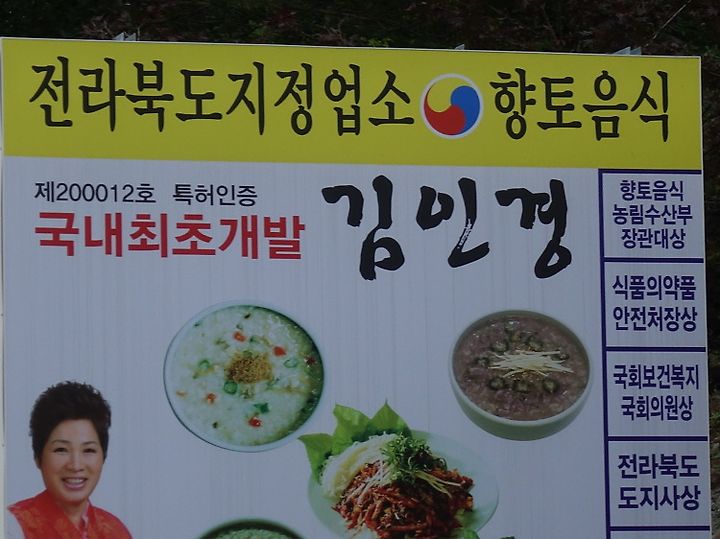 전라북도지정업소 향토음식
제200012호 특허인증
국내최초개발
김인경
향토음식
농림수산부
장관대상
식품의약품
안전처장상
국회보건복지
국회의원상
전라북도
도지사상